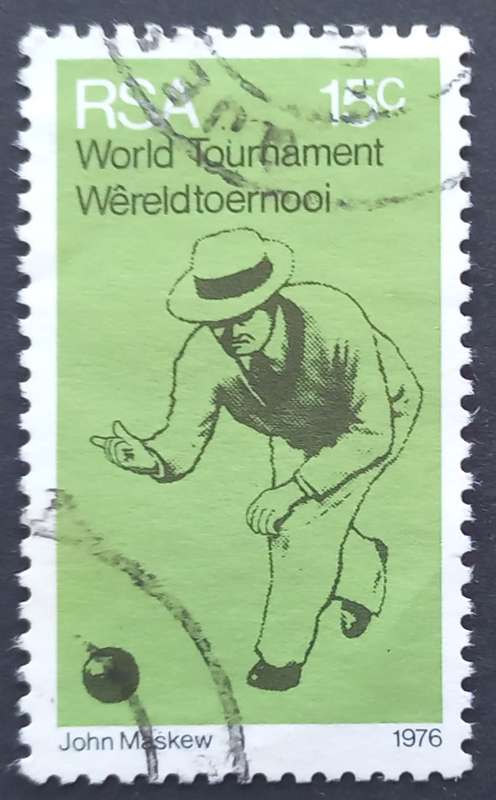 RSA 15c
World Tournament
Wêreldtoernooi
John Maskew 1976